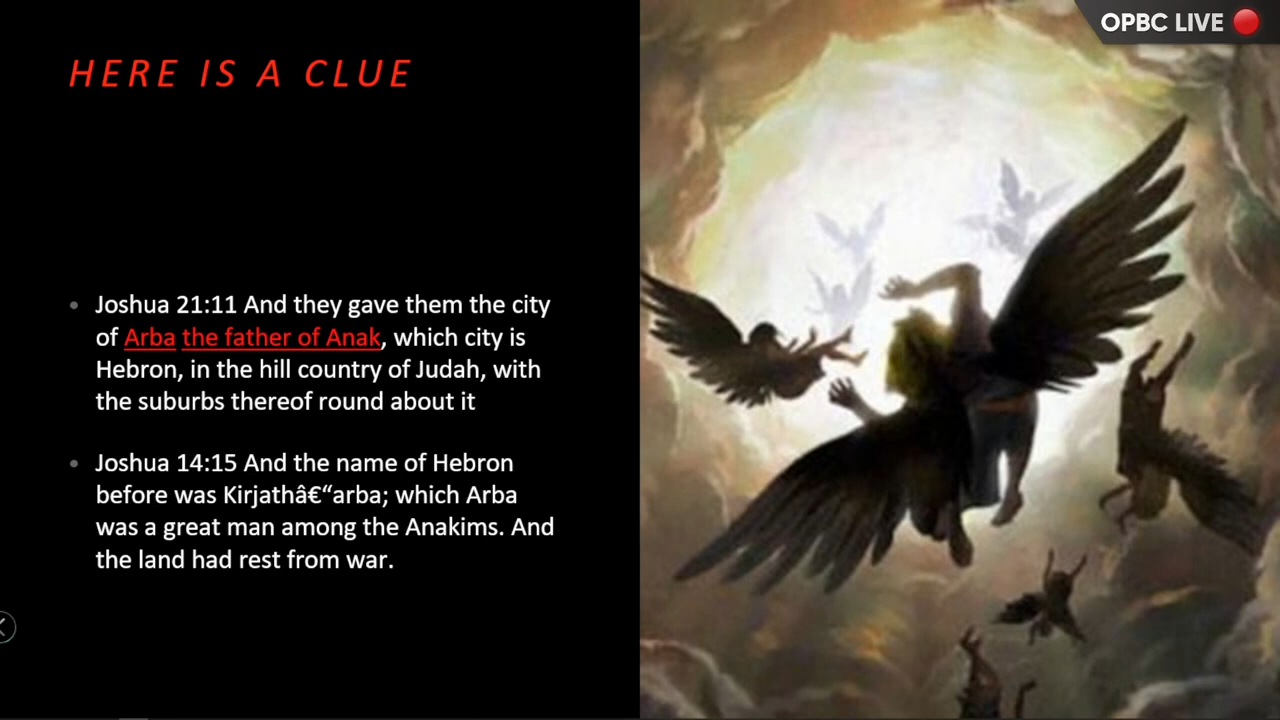 OPBC LIVE
HERE IS A CLUE
• Joshua 21:11 And they gave them the city
of Arba the father of Anak, which city is
Hebron, in the hill country of Judah, with
the suburbs thereof round about it
• Joshua 14:15 And the name of Hebron
before was Kirjathâ€“arba; which Arba
was a great man among the Anakims. And
the land had rest from war.